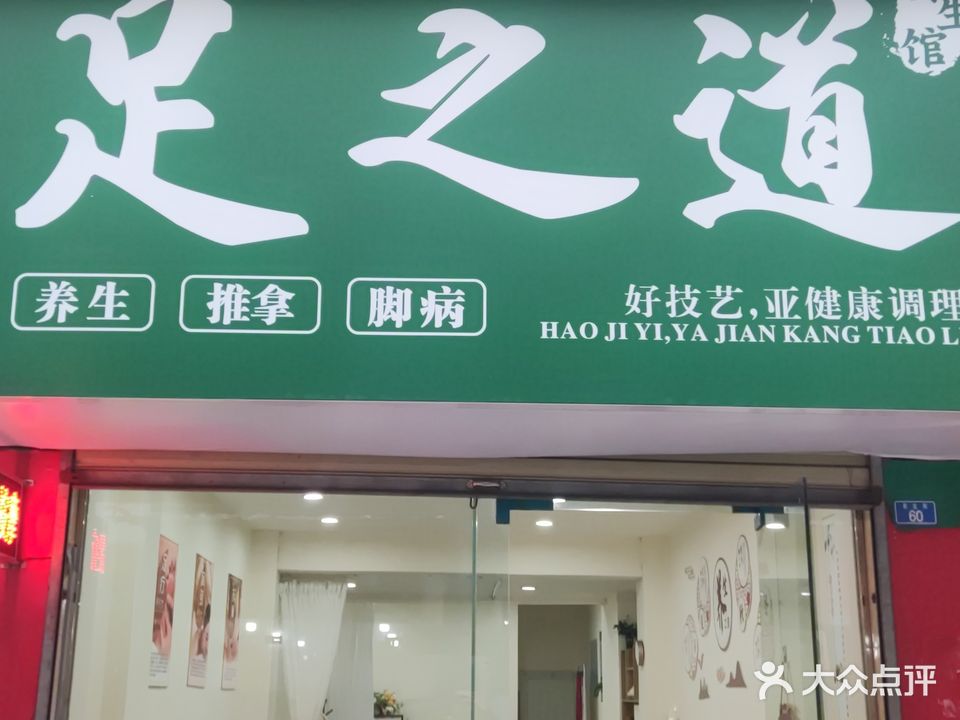 足之道
生馆
养生 推拿 脚病
好技艺,亚健康调理
HAO JI YI,YA JIAN KANG TIAO L
60
大众点评